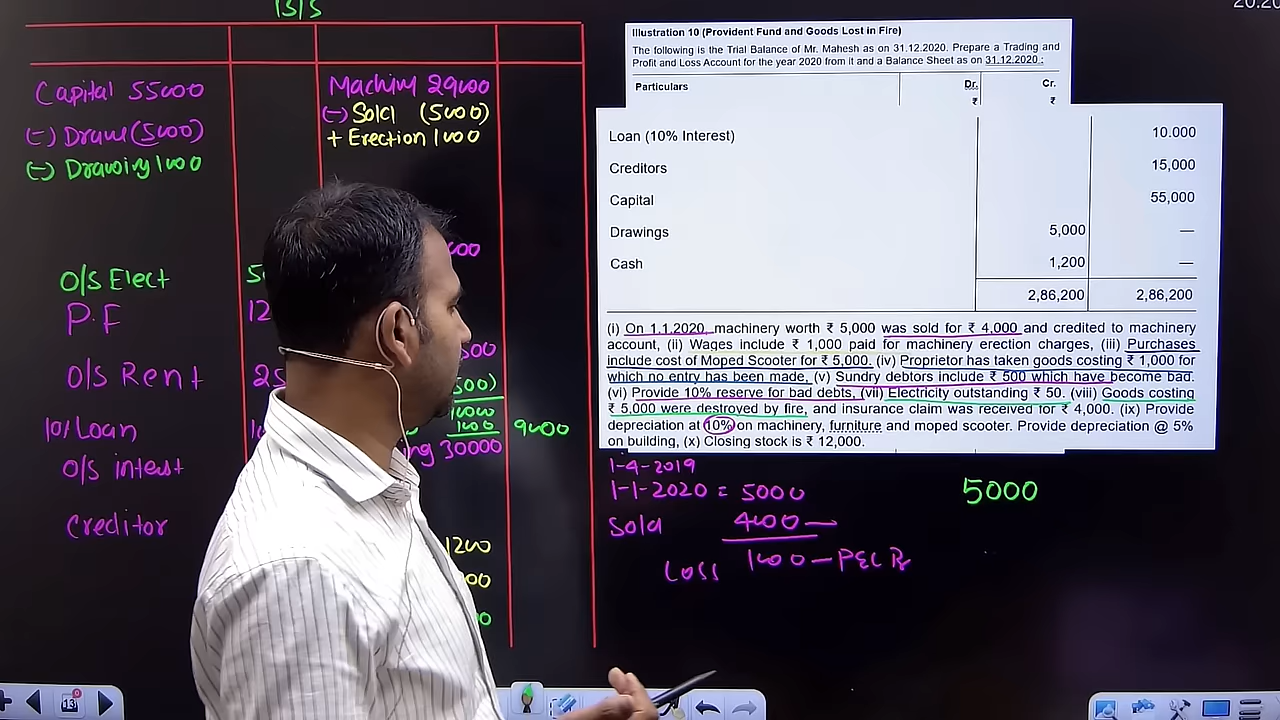 B/S
20:20
Capital 55000
(-) Draw (5000)
(-) Drawing 1000
O/S Elect
P.F
O/S Rent
10/ Loan
O/S intest
creditor
Machiny 29000
(-) Sold (5000)
+ Erection 1000
500
500)
1000
9400
30000
1200
Illustration 10 (Provident Fund and Goods Lost in Fire)
The following is the Trial Balance of Mr. Mahesh as on 31.12.2020. Prepare a Trading and
Profit and Loss Account for the year 2020 from it and a Balance Sheet as on 31.12.2020 :
Particulars Dr. Cr.
₹ ₹
Loan (10% Interest) 10.000
Creditors 15,000
Capital 55,000
Drawings 5,000 —
Cash 1,200 —
2,86,200 2,86,200
(i) On 1.1.2020, machinery worth ₹ 5,000 was sold for ₹ 4,000 and credited to machinery
account, (ii) Wages include ₹ 1,000 paid for machinery erection charges, (iii) Purchases
include cost of Moped Scooter for ₹ 5,000. (iv) Proprietor has taken goods costing ₹ 1,000 for
which no entry has been made, (v) Sundry debtors include ₹ 500 which have become bad.
(vi) Provide 10% reserve for bad debts, (vii) Electricity outstanding ₹ 50. (viii) Goods costing
₹ 5,000 were destroyed by fire, and insurance claim was received for ₹ 4,000. (ix) Provide
depreciation at 10% on machinery, furniture and moped scooter. Provide depreciation @ 5%
on building, (x) Closing stock is ₹ 12,000.
1-4-2019
1-1-2020 = 5000
Sold 4000 —
Loss 1000 —
5000
13